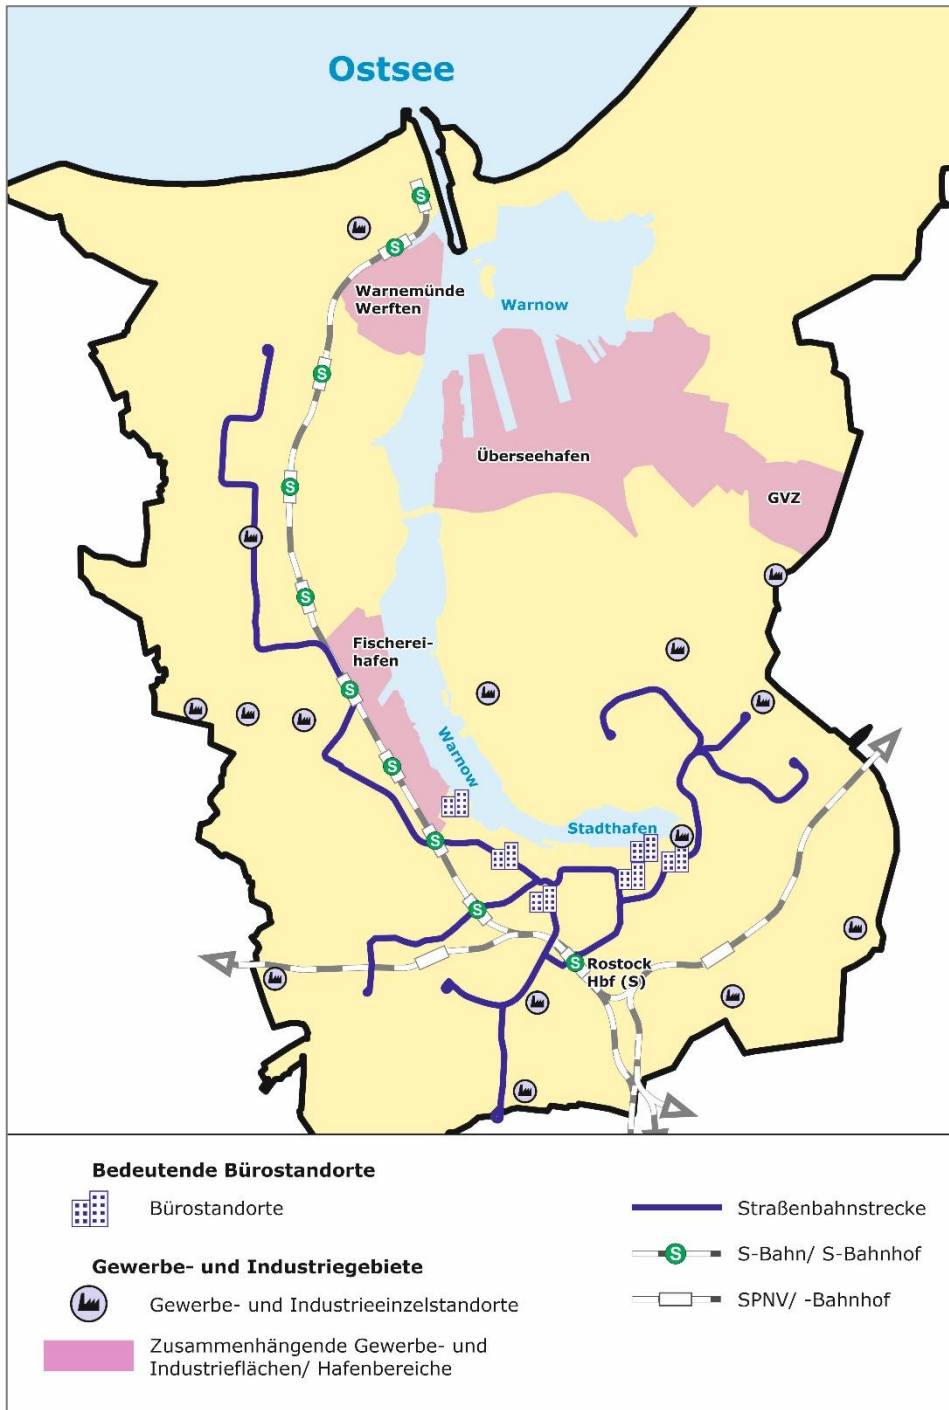 Ostsee
Warnemünde
Werften
Warnow
Überseehafen
GVZ
Fischerei-
hafen
Warnow
Stadthafen
Rostock
Hbf (S)
S
S
S
S
S
S
S
S
S
S
Bedeutende Bürostandorte
Bürostandorte
Gewerbe- und Industriegebiete
Gewerbe- und Industrieeinzelstandorte
Zusammenhängende Gewerbe- und
Industrieflächen/ Hafenbereiche
Straßenbahnstrecke
S
S-Bahn/ S-Bahnhof
SPNV/ -Bahnhof